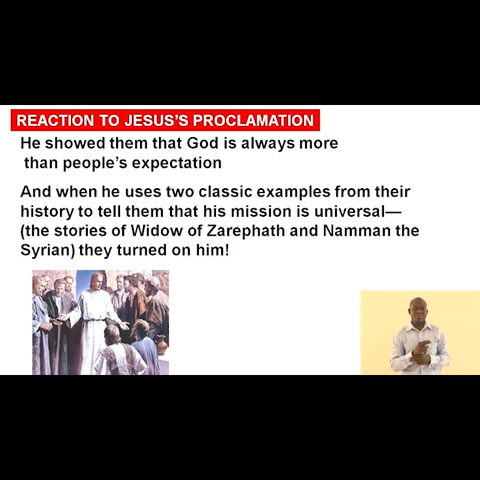 REACTION TO JESUS'S PROCLAMATION
He showed them that God is always more
than people's expectation
And when he uses two classic examples from their
history to tell them that his mission is universal—
(the stories of Widow of Zarephath and Namman the
Syrian) they turned on him!